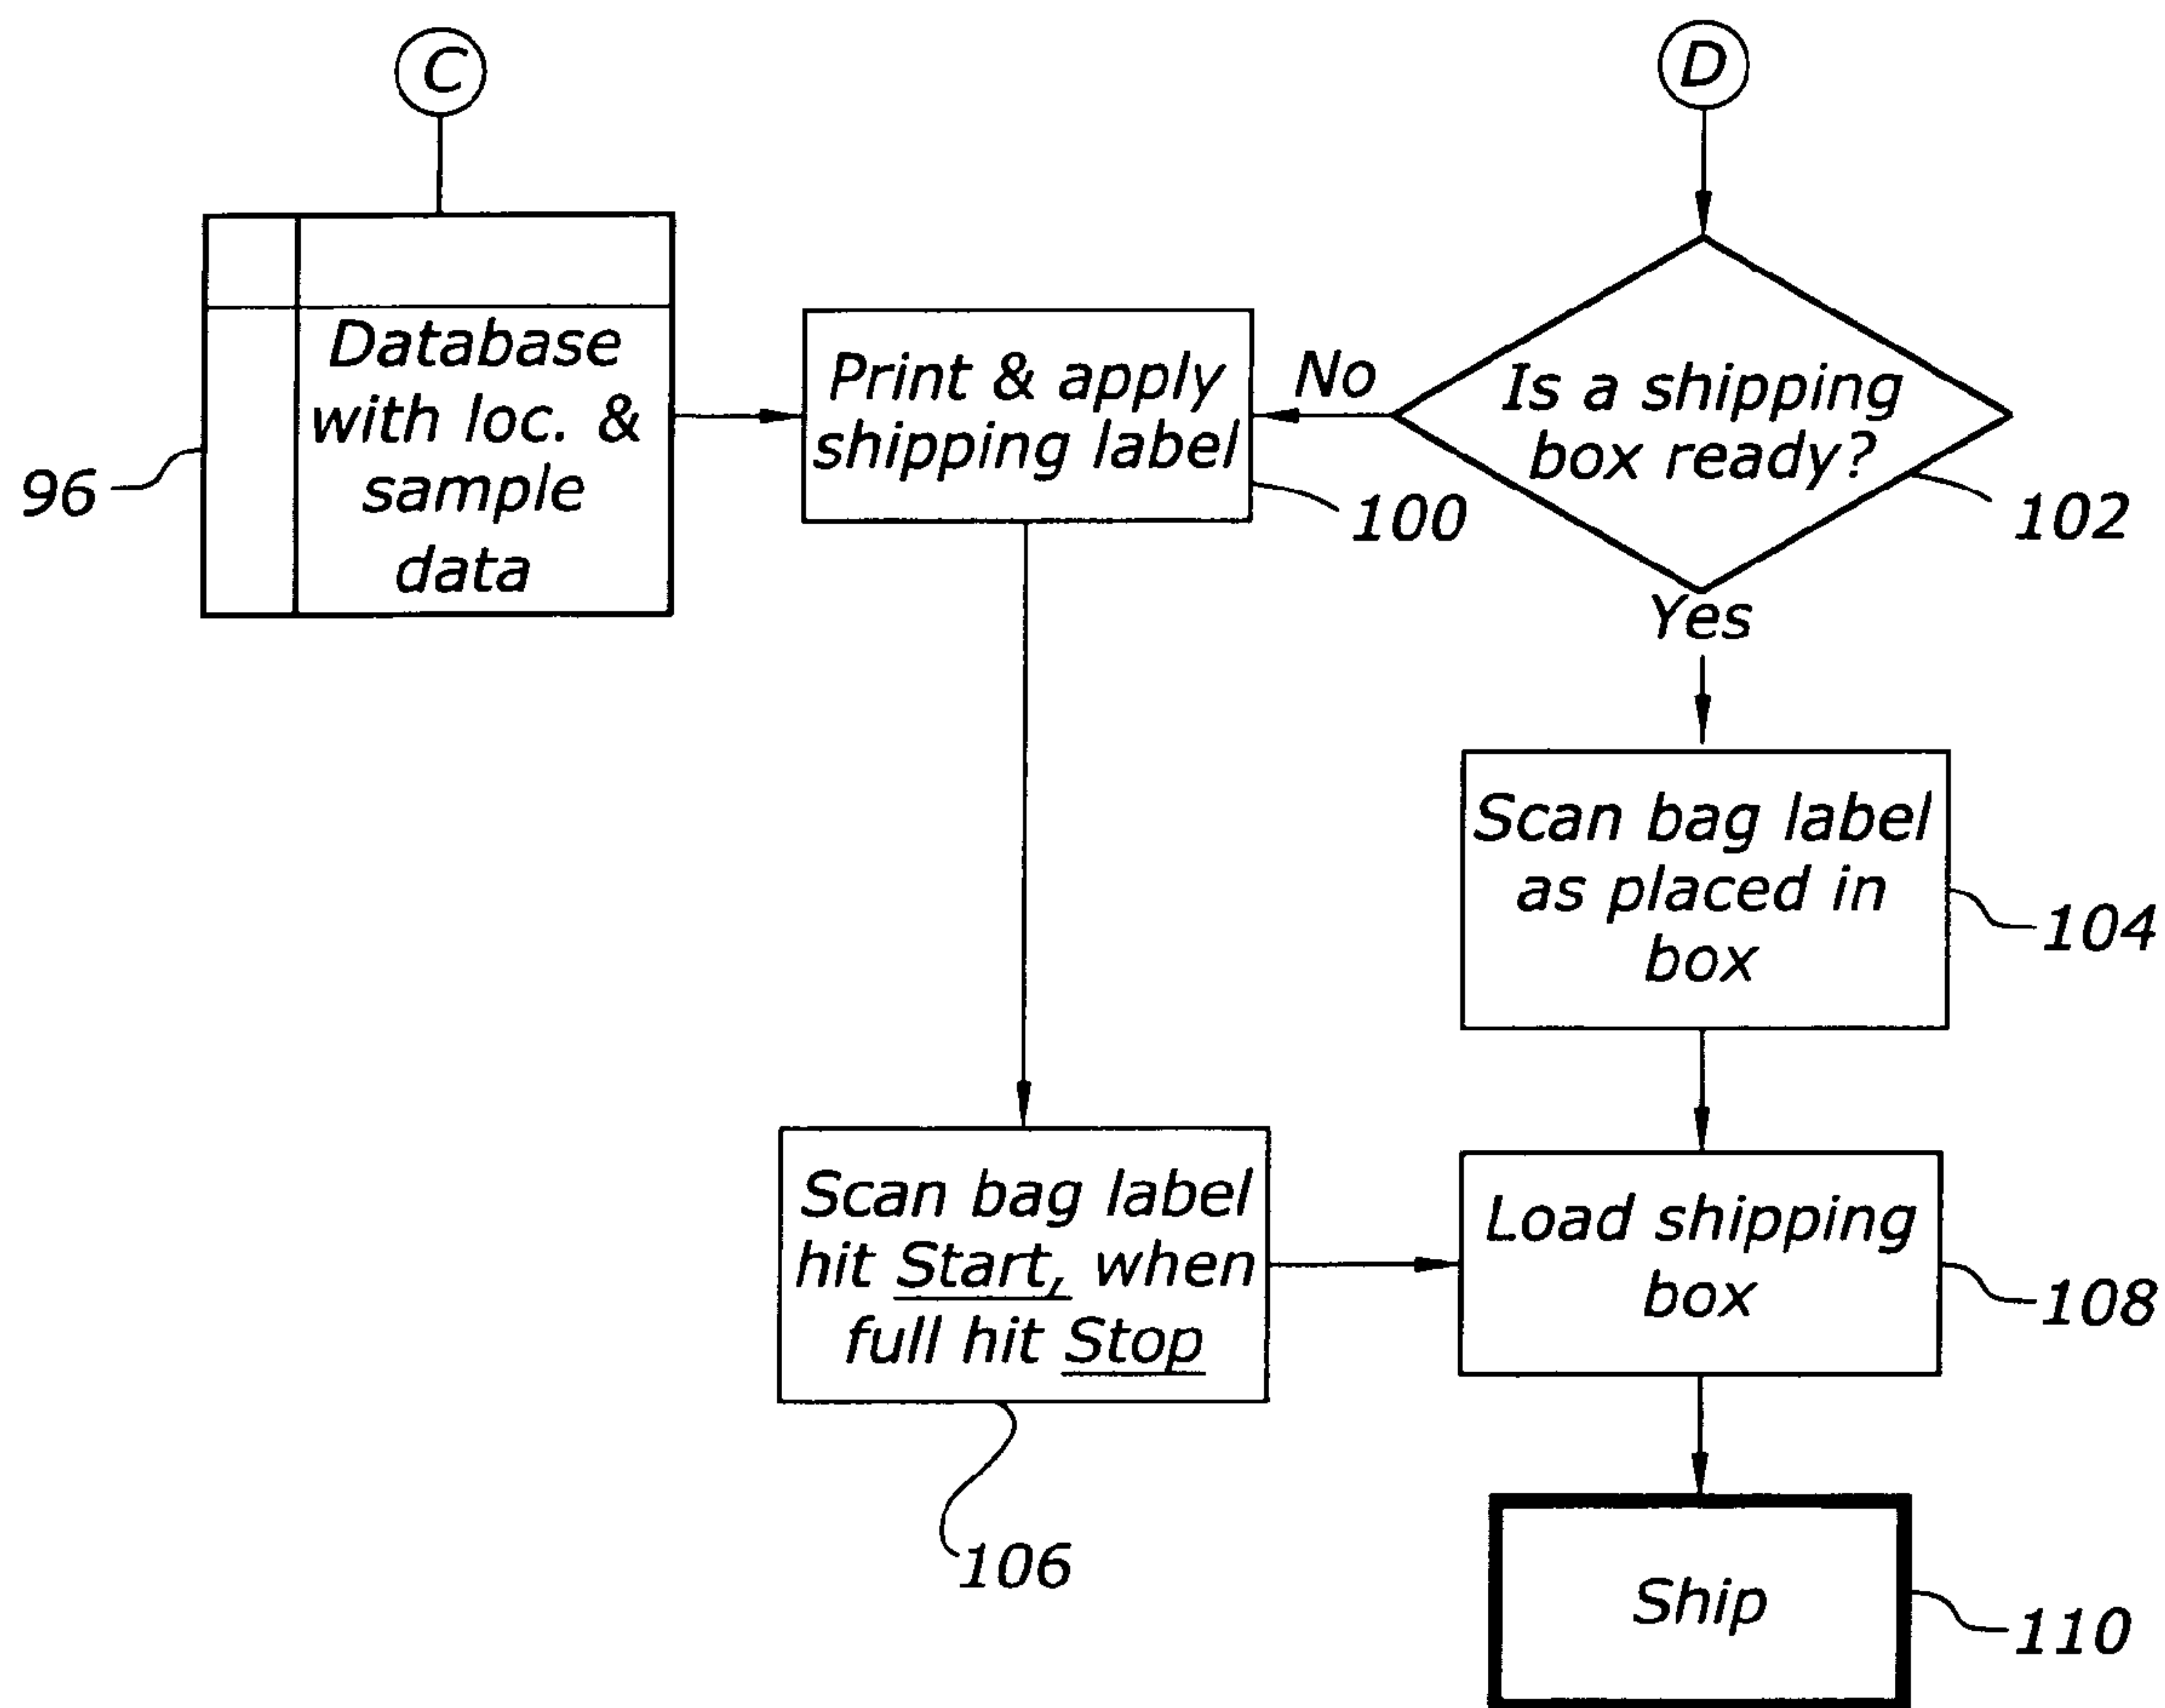 C
D
Database
with loc. &
sample
data
96
Print & apply
shipping label
100
No
Is a shipping
box ready?
102
Yes
Scan bag label
as placed in
box
104
Scan bag label
hit Start, when
full hit Stop
106
Load shipping
box
108
Ship
110